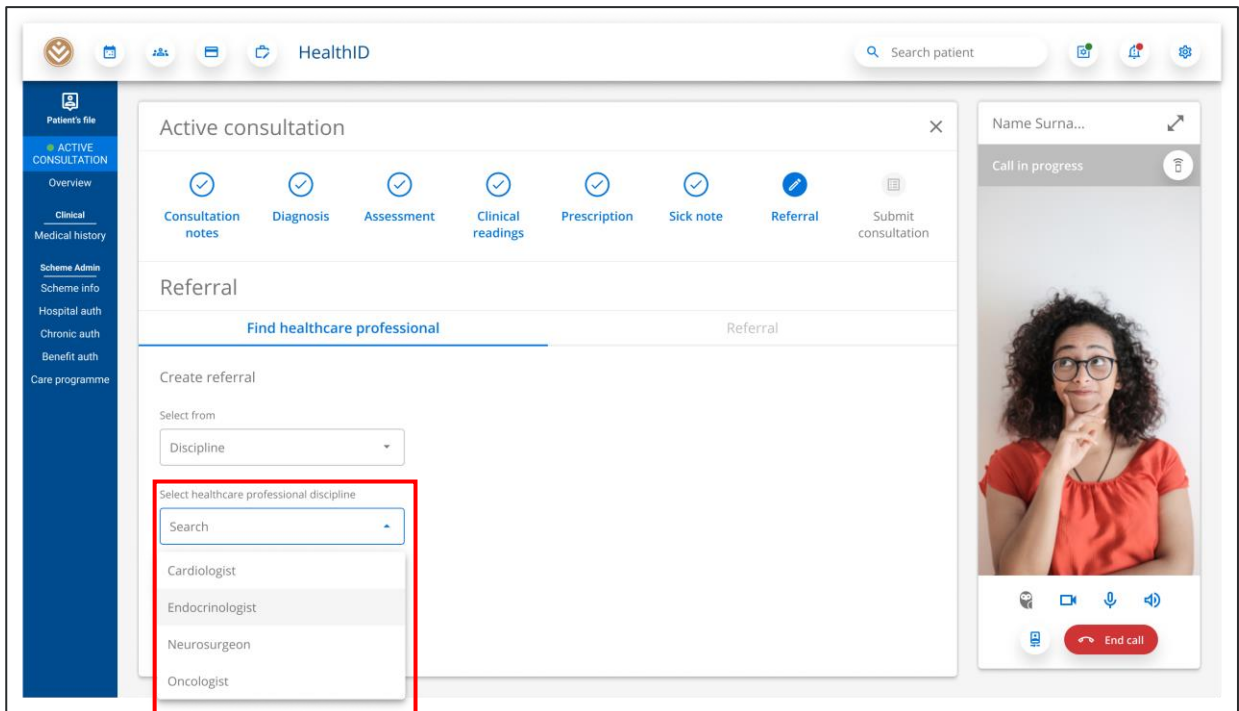 HealthID
Search patient
Patient's file
ACTIVE
CONSULTATION
Overview
Clinical
Medical history
Scheme Admin
Scheme info
Hospital auth
Chronic auth
Benefit auth
Care programme
Active consultation
Consultation
notes
Diagnosis
Assessment
Clinical
readings
Prescription
Sick note
Referral
Submit
consultation
Referral
Find healthcare professional
Referral
Create referral
Select from
Discipline
Select healthcare professional discipline
Search
Cardiologist
Endocrinologist
Neurosurgeon
Oncologist
Name Surna...
Call in progress
End call